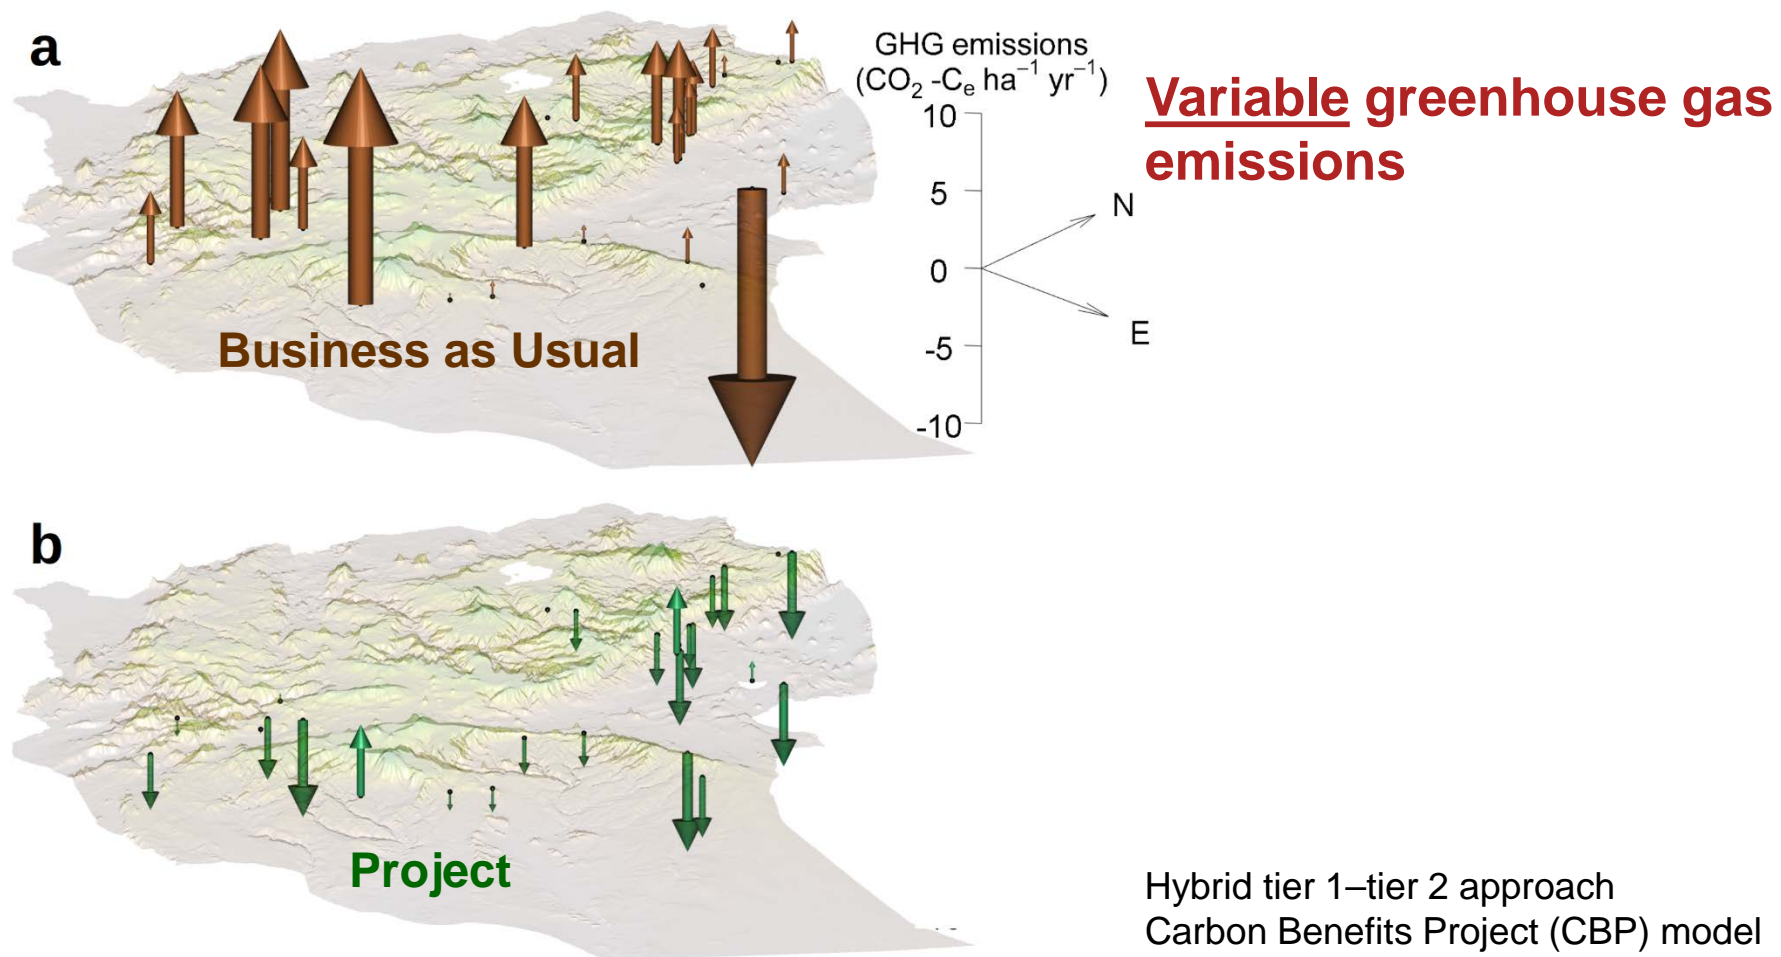 a
GHG emissions
(CO₂ -Cₑ ha⁻¹ yr⁻¹)
10
5
0
-5
-10
N
E
Variable greenhouse gas
emissions
Business as Usual
b
Project
Hybrid tier 1–tier 2 approach
Carbon Benefits Project (CBP) model